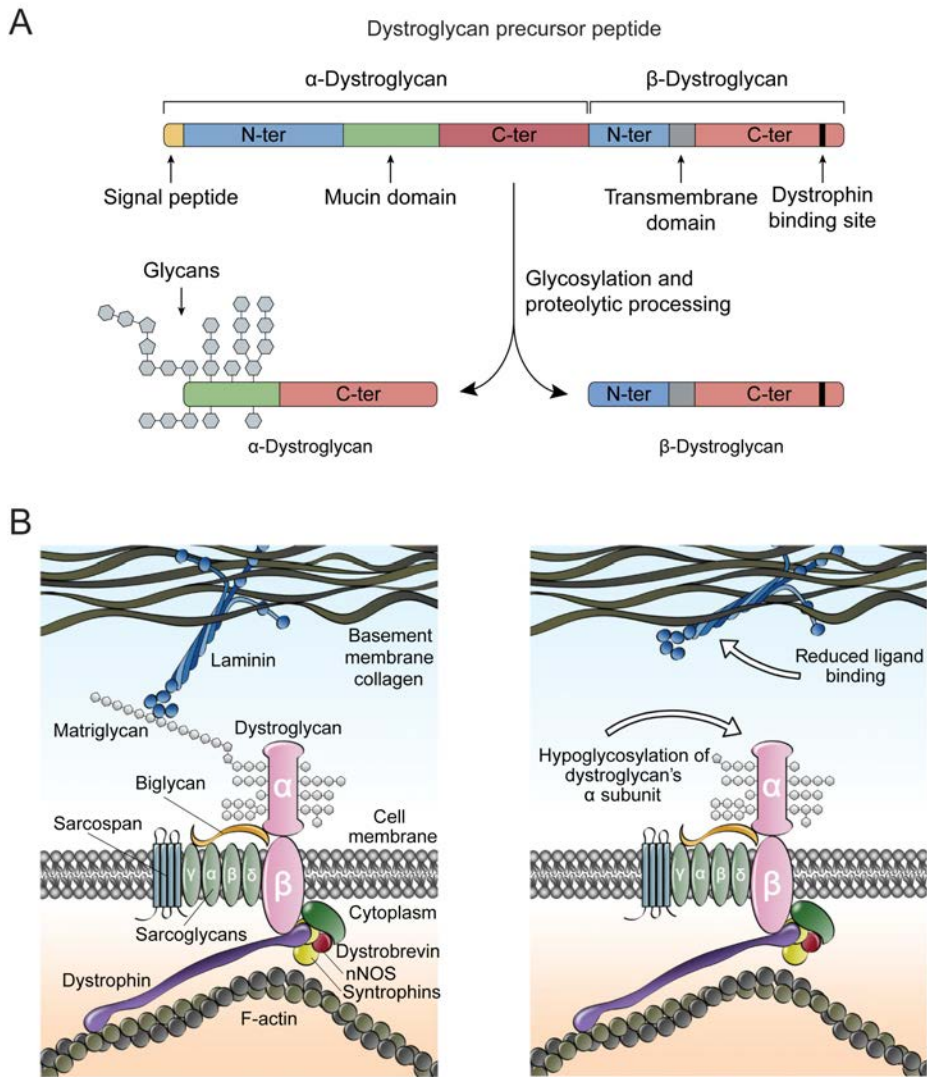 A
Dystroglycan precursor peptide
α-Dystroglycan
β-Dystroglycan
N-ter
C-ter
N-ter
C-ter
Signal peptide
Mucin domain
Transmembrane
domain
Dystrophin
binding site
Glycans
Glycosylation and
proteolytic processing
C-ter
N-ter
C-ter
α-Dystroglycan
β-Dystroglycan
B
Laminin
Basement
membrane
collagen
Matriglycan
Dystroglycan
Biglycan
α
Sarcospan
Cell
membrane
γ
α
β
δ
β
Cytoplasm
Sarcoglycans
Dystrobrevin
nNOS
Syntrophins
Dystrophin
F-actin
Reduced ligand
binding
Hypoglycosylation of
dystroglycan's
α subunit
α
γ
α
β
δ
β